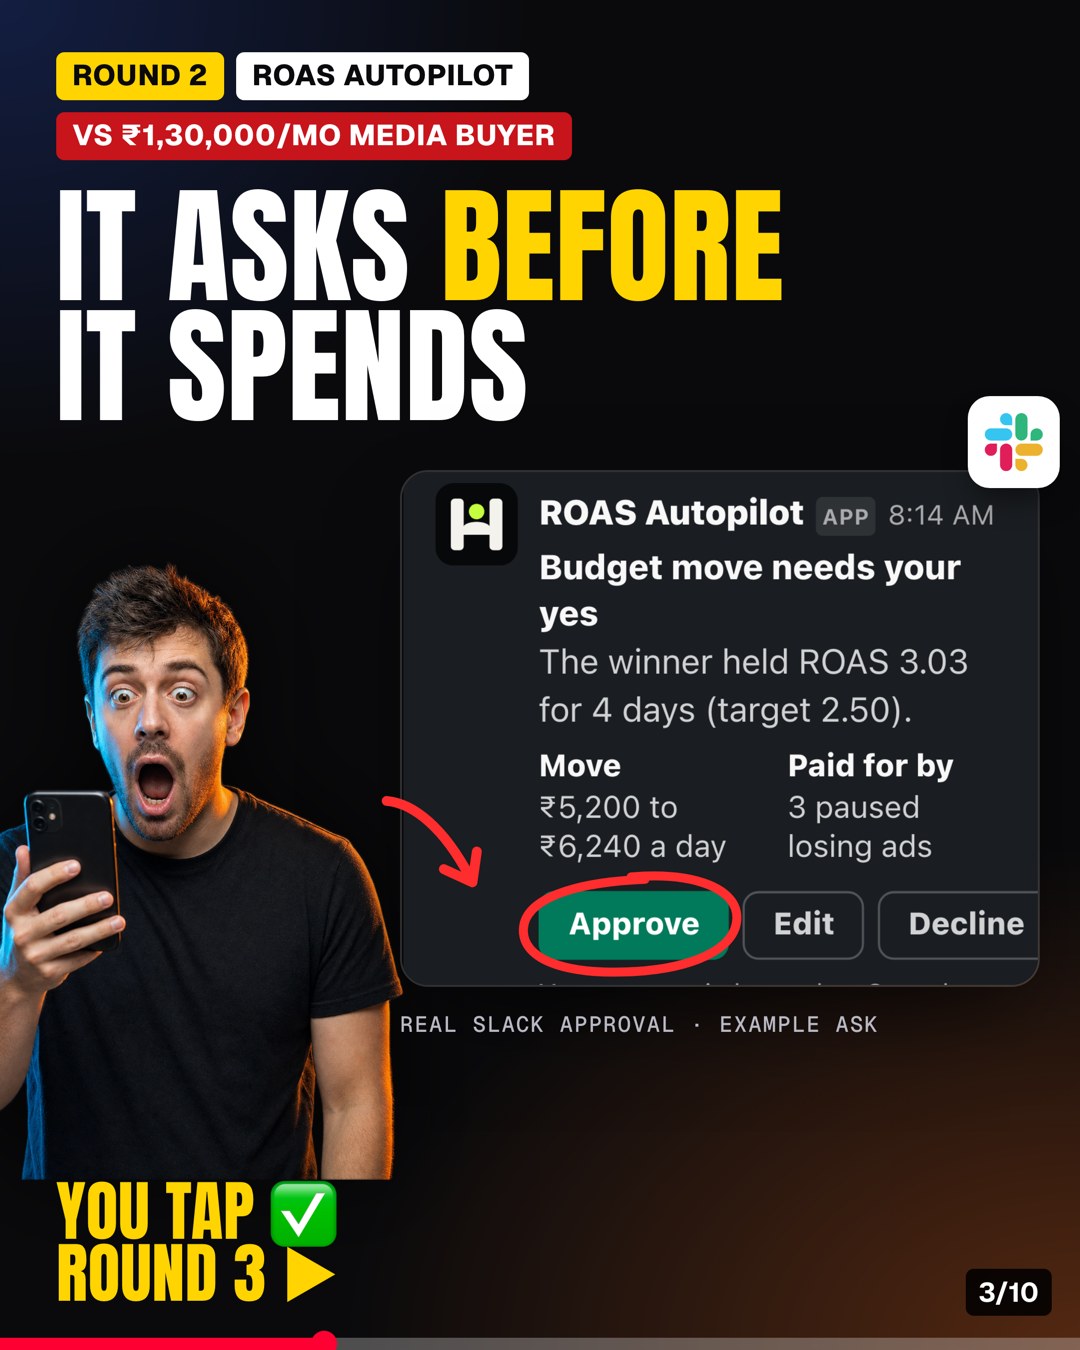 ROUND 2
ROAS AUTOPILOT
VS ₹1,30,000/MO MEDIA BUYER
IT ASKS BEFORE
IT SPENDS
ROAS Autopilot APP 8:14 AM
Budget move needs your
yes
The winner held ROAS 3.03
for 4 days (target 2.50).
Move
₹5,200 to
₹6,240 a day
Paid for by
3 paused
losing ads
Approve
Edit
Decline
REAL SLACK APPROVAL · EXAMPLE ASK
YOU TAP ✅
ROUND 3 ▶
3/10